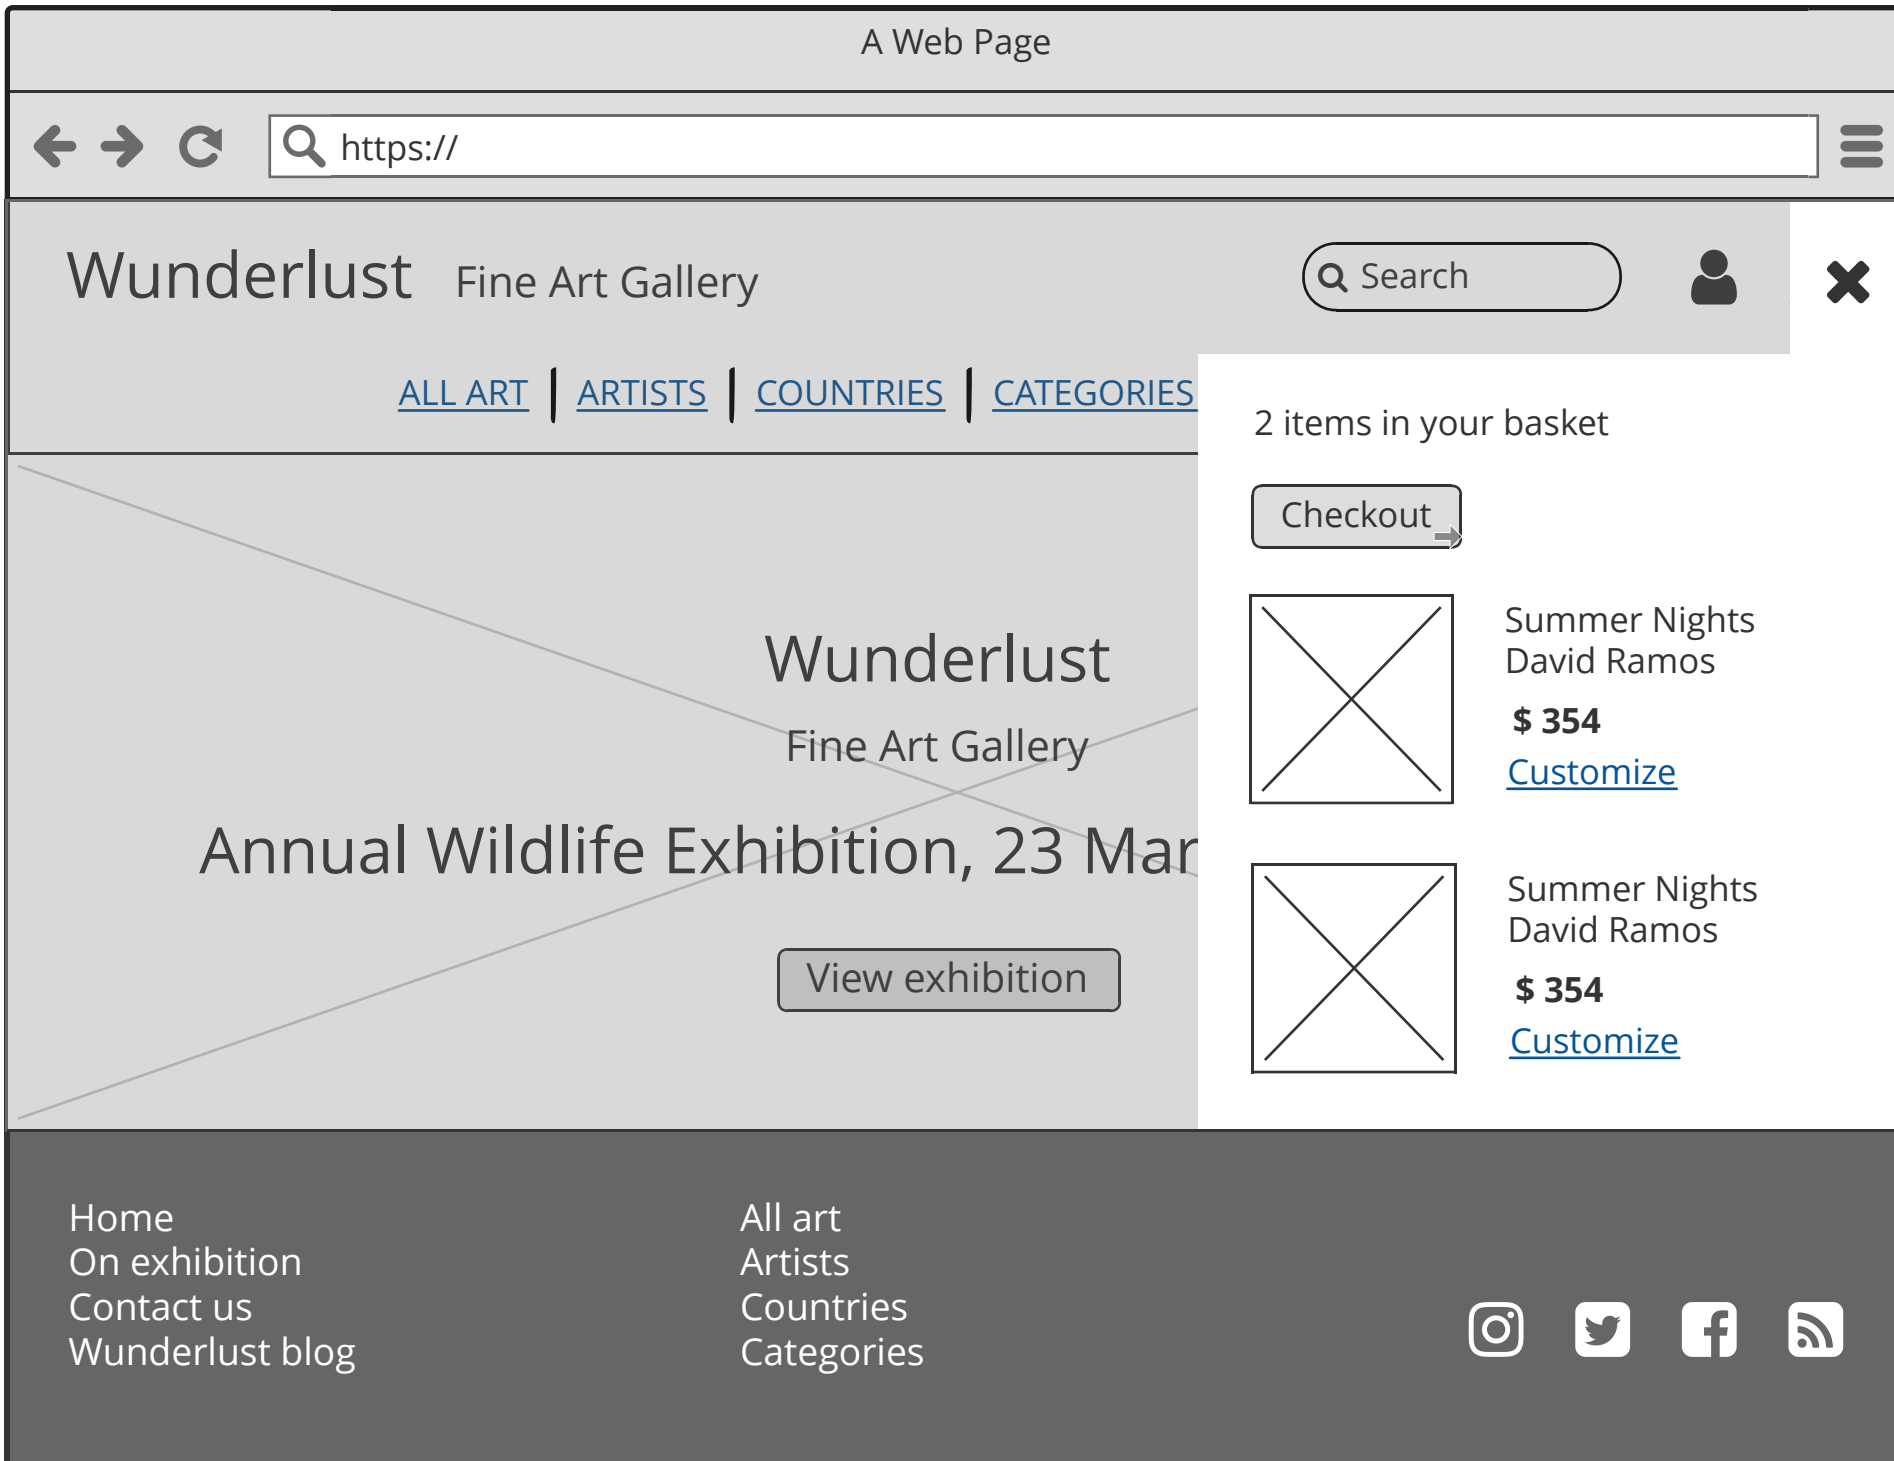 A Web Page
https://
Wunderlust Fine Art Gallery
Search
ALL ART | ARTISTS | COUNTRIES | CATEGORIES
2 items in your basket
Checkout
Summer Nights
David Ramos
$ 354
Customize
Summer Nights
David Ramos
$ 354
Customize
Wunderlust
Fine Art Gallery
Annual Wildlife Exhibition, 23 Mar
View exhibition
Home
On exhibition
Contact us
Wunderlust blog
All art
Artists
Countries
Categories